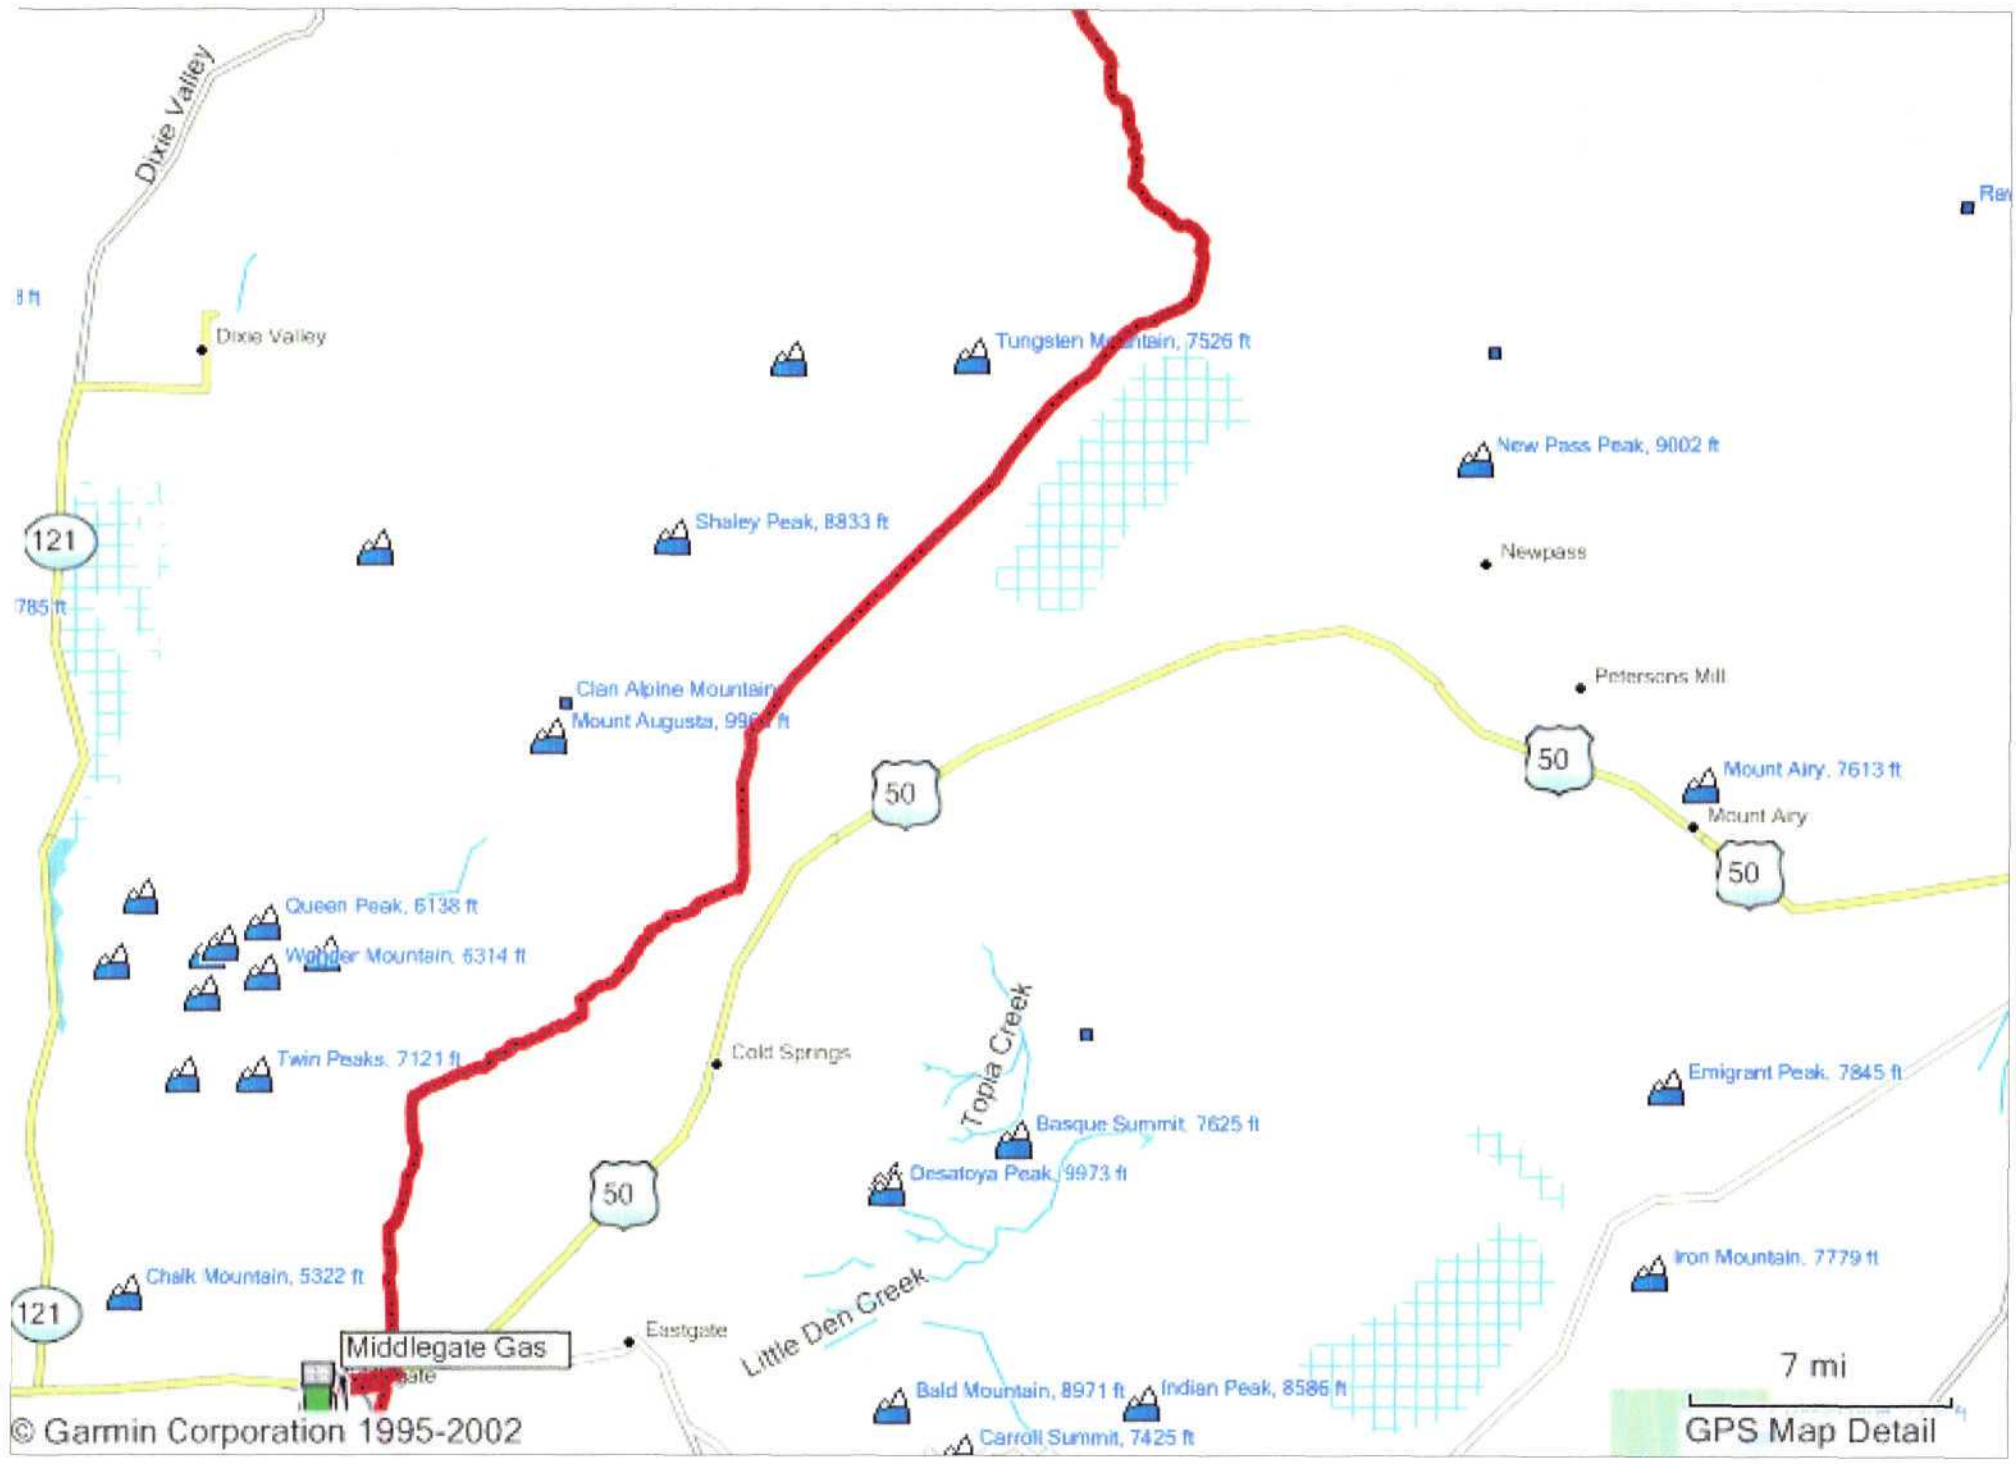 Dixie Valley
8 ft
Dixie Valley
Tungsten Mountain, 7526 ft
New Pass Peak, 9002 ft
Shaley Peak, 8833 ft
121
Newpass
785 ft
Petersons Mill
Clan Alpine Mountain
Mount Augusta, 996 ft
50
50
Mount Airy, 7613 ft
Mount Airy
50
Queen Peak, 6138 ft
Wonder Mountain, 6314 ft
Topia Creek
Cold Springs
Twin Peaks, 7121 ft
Emigrant Peak, 7845 ft
Basque Summit, 7625 ft
Desatoya Peak, 9973 ft
50
Iron Mountain, 7779 ft
Chalk Mountain, 5322 ft
Little Den Creek
121
Eastgate
Middlegate Gas
7 mi
gate
Bald Mountain, 8971 ft
Indian Peak, 8586 ft
© Garmin Corporation 1995-2002
Carroll Summit, 7425 ft
GPS Map Detail